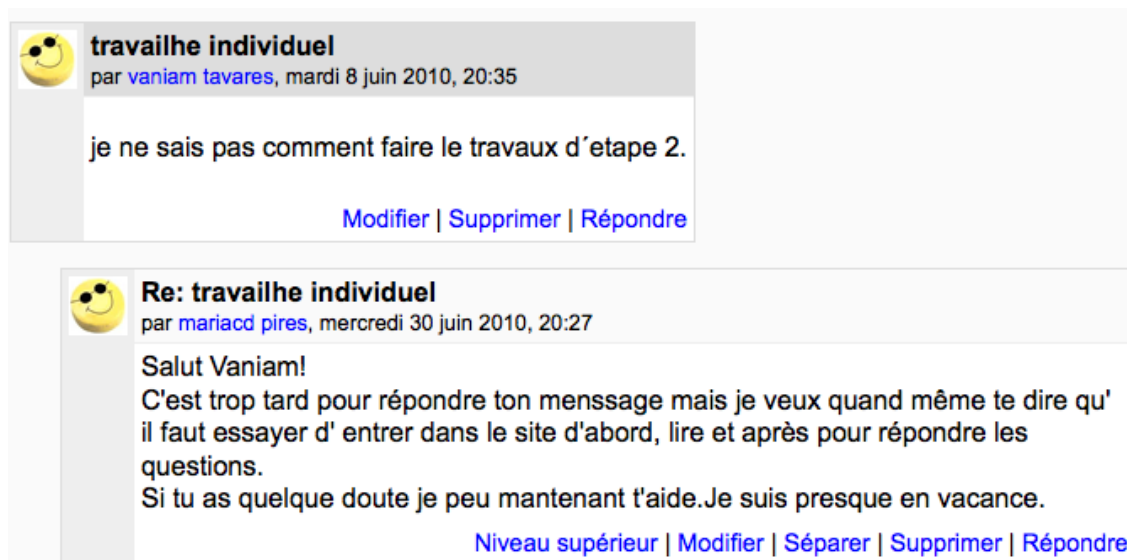 travailhe individuel
par vaniam tavares, mardi 8 juin 2010, 20:35
je ne sais pas comment faire le travaux d´etape 2.
Modifier | Supprimer | Répondre
Re: travailhe individuel
par mariacd pires, mercredi 30 juin 2010, 20:27
Salut Vaniam!
C'est trop tard pour répondre ton menssage mais je veux quand même te dire qu'
il faut essayer d' entrer dans le site d'abord, lire et après pour répondre les
questions.
Si tu as quelque doute je peu mantenant t'aide.Je suis presque en vacance.
Niveau supérieur | Modifier | Séparer | Supprimer | Répondre